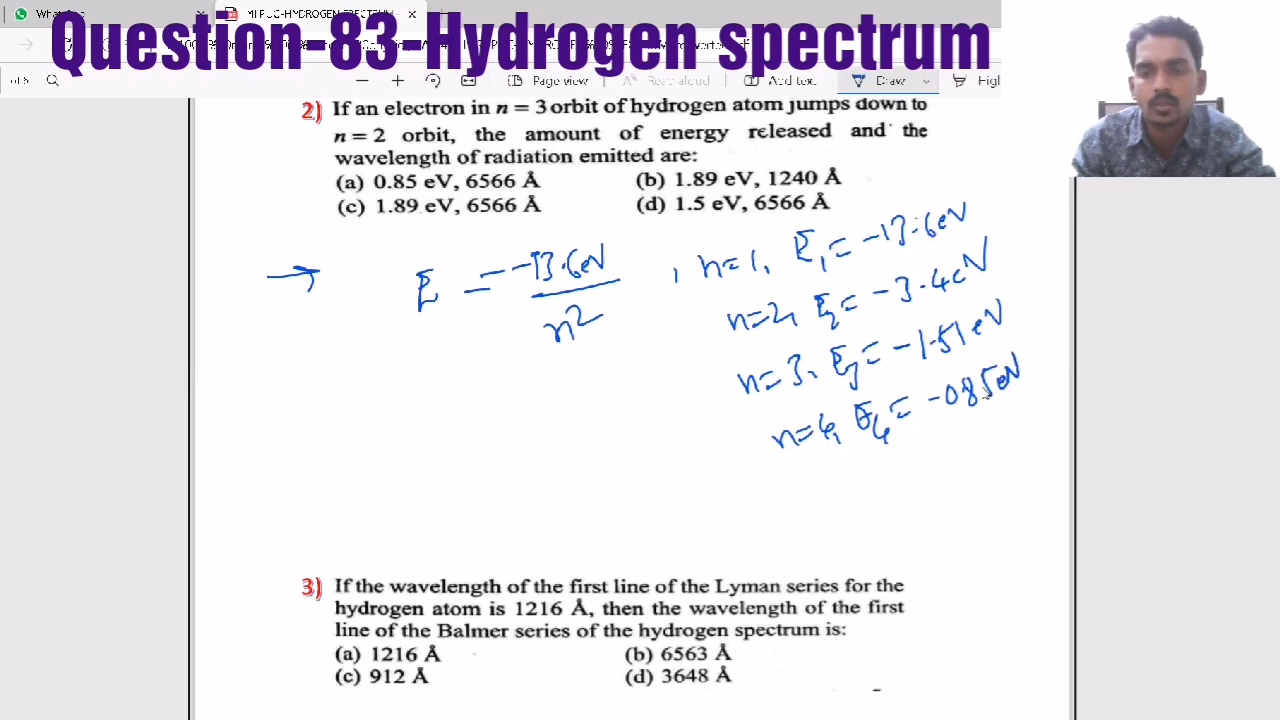 Question-83-Hydrogen spectrum
Page view
Read aloud
Add text
Draw
High
2) If an electron in n = 3 orbit of hydrogen atom jumps down to
n = 2 orbit, the amount of energy released and the
wavelength of radiation emitted are:
(a) 0.85 eV, 6566 Å (b) 1.89 eV, 1240 Å
(c) 1.89 eV, 6566 Å (d) 1.5 eV, 6566 Å
→ E = -13.6eV / n²
, n=1, E₁ = -13.6eV
n=2, E₂ = -3.4eV
n=3, E₃ = -1.51eV
n=4, E₄ = -0.85eV
3) If the wavelength of the first line of the Lyman series for the
hydrogen atom is 1216 Å, then the wavelength of the first
line of the Balmer series of the hydrogen spectrum is:
(a) 1216 Å (b) 6563 Å
(c) 912 Å (d) 3648 Å